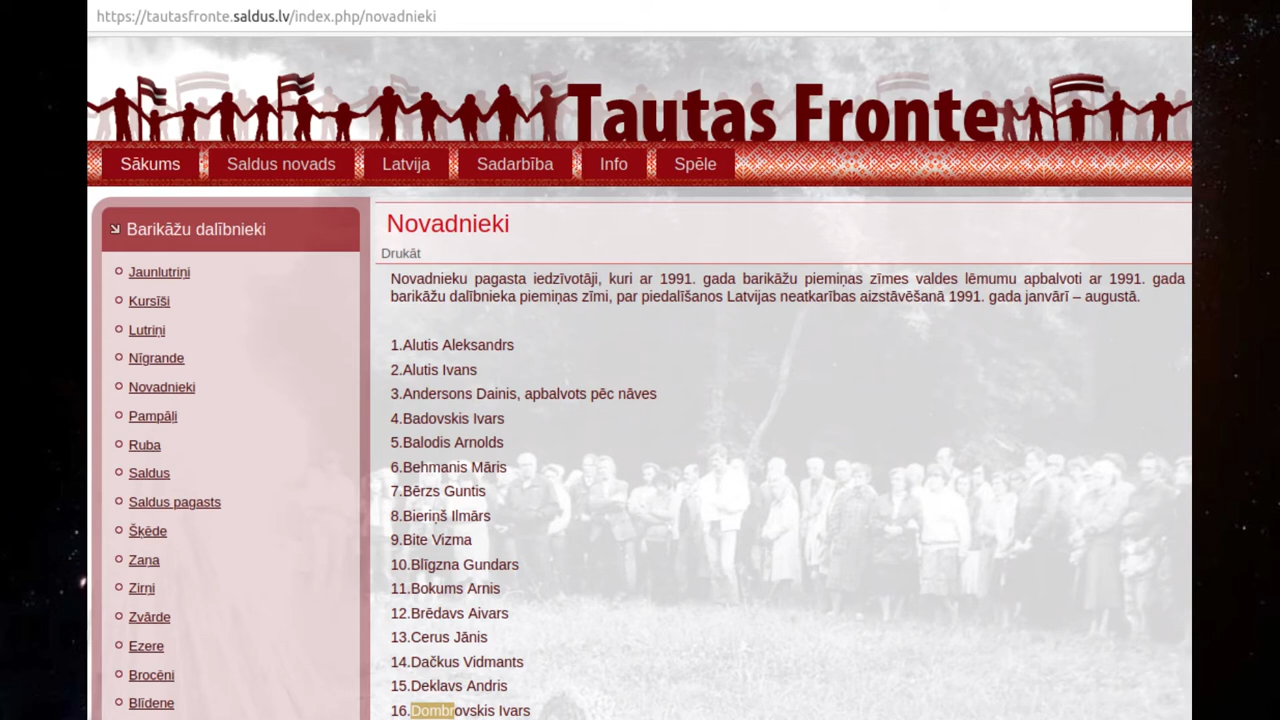 https://tautasfronte.saldus.lv/index.php/novadnieki
Tautas Fronte
Sākums Saldus novads Latvija Sadarbība Info Spēle
Barikāžu dalībnieki
Jaunlutriņi
Kursīši
Lutriņi
Nīgrande
Novadnieki
Pampāļi
Ruba
Saldus
Saldus pagasts
Šķēde
Zaņa
Zirņi
Zvārde
Ezere
Brocēni
Blīdene
Novadnieki
Drukāt
Novadnieku pagasta iedzīvotāji, kuri ar 1991. gada barikāžu piemiņas zīmes valdes lēmumu apbalvoti ar 1991. gada
barikāžu dalībnieka piemiņas zīmi, par piedalīšanos Latvijas neatkarības aizstāvēšanā 1991. gada janvārī – augustā.
1.Alutis Aleksandrs
2.Alutis Ivans
3.Andersons Dainis, apbalvots pēc nāves
4.Badovskis Ivars
5.Balodis Arnolds
6.Behmanis Māris
7.Bērzs Guntis
8.Bieriņš Ilmārs
9.Bite Vizma
10.Blīgzna Gundars
11.Bokums Arnis
12.Brēdavs Aivars
13.Cerus Jānis
14.Dačkus Vidmants
15.Deklavs Andris
16.Dombrovskis Ivars